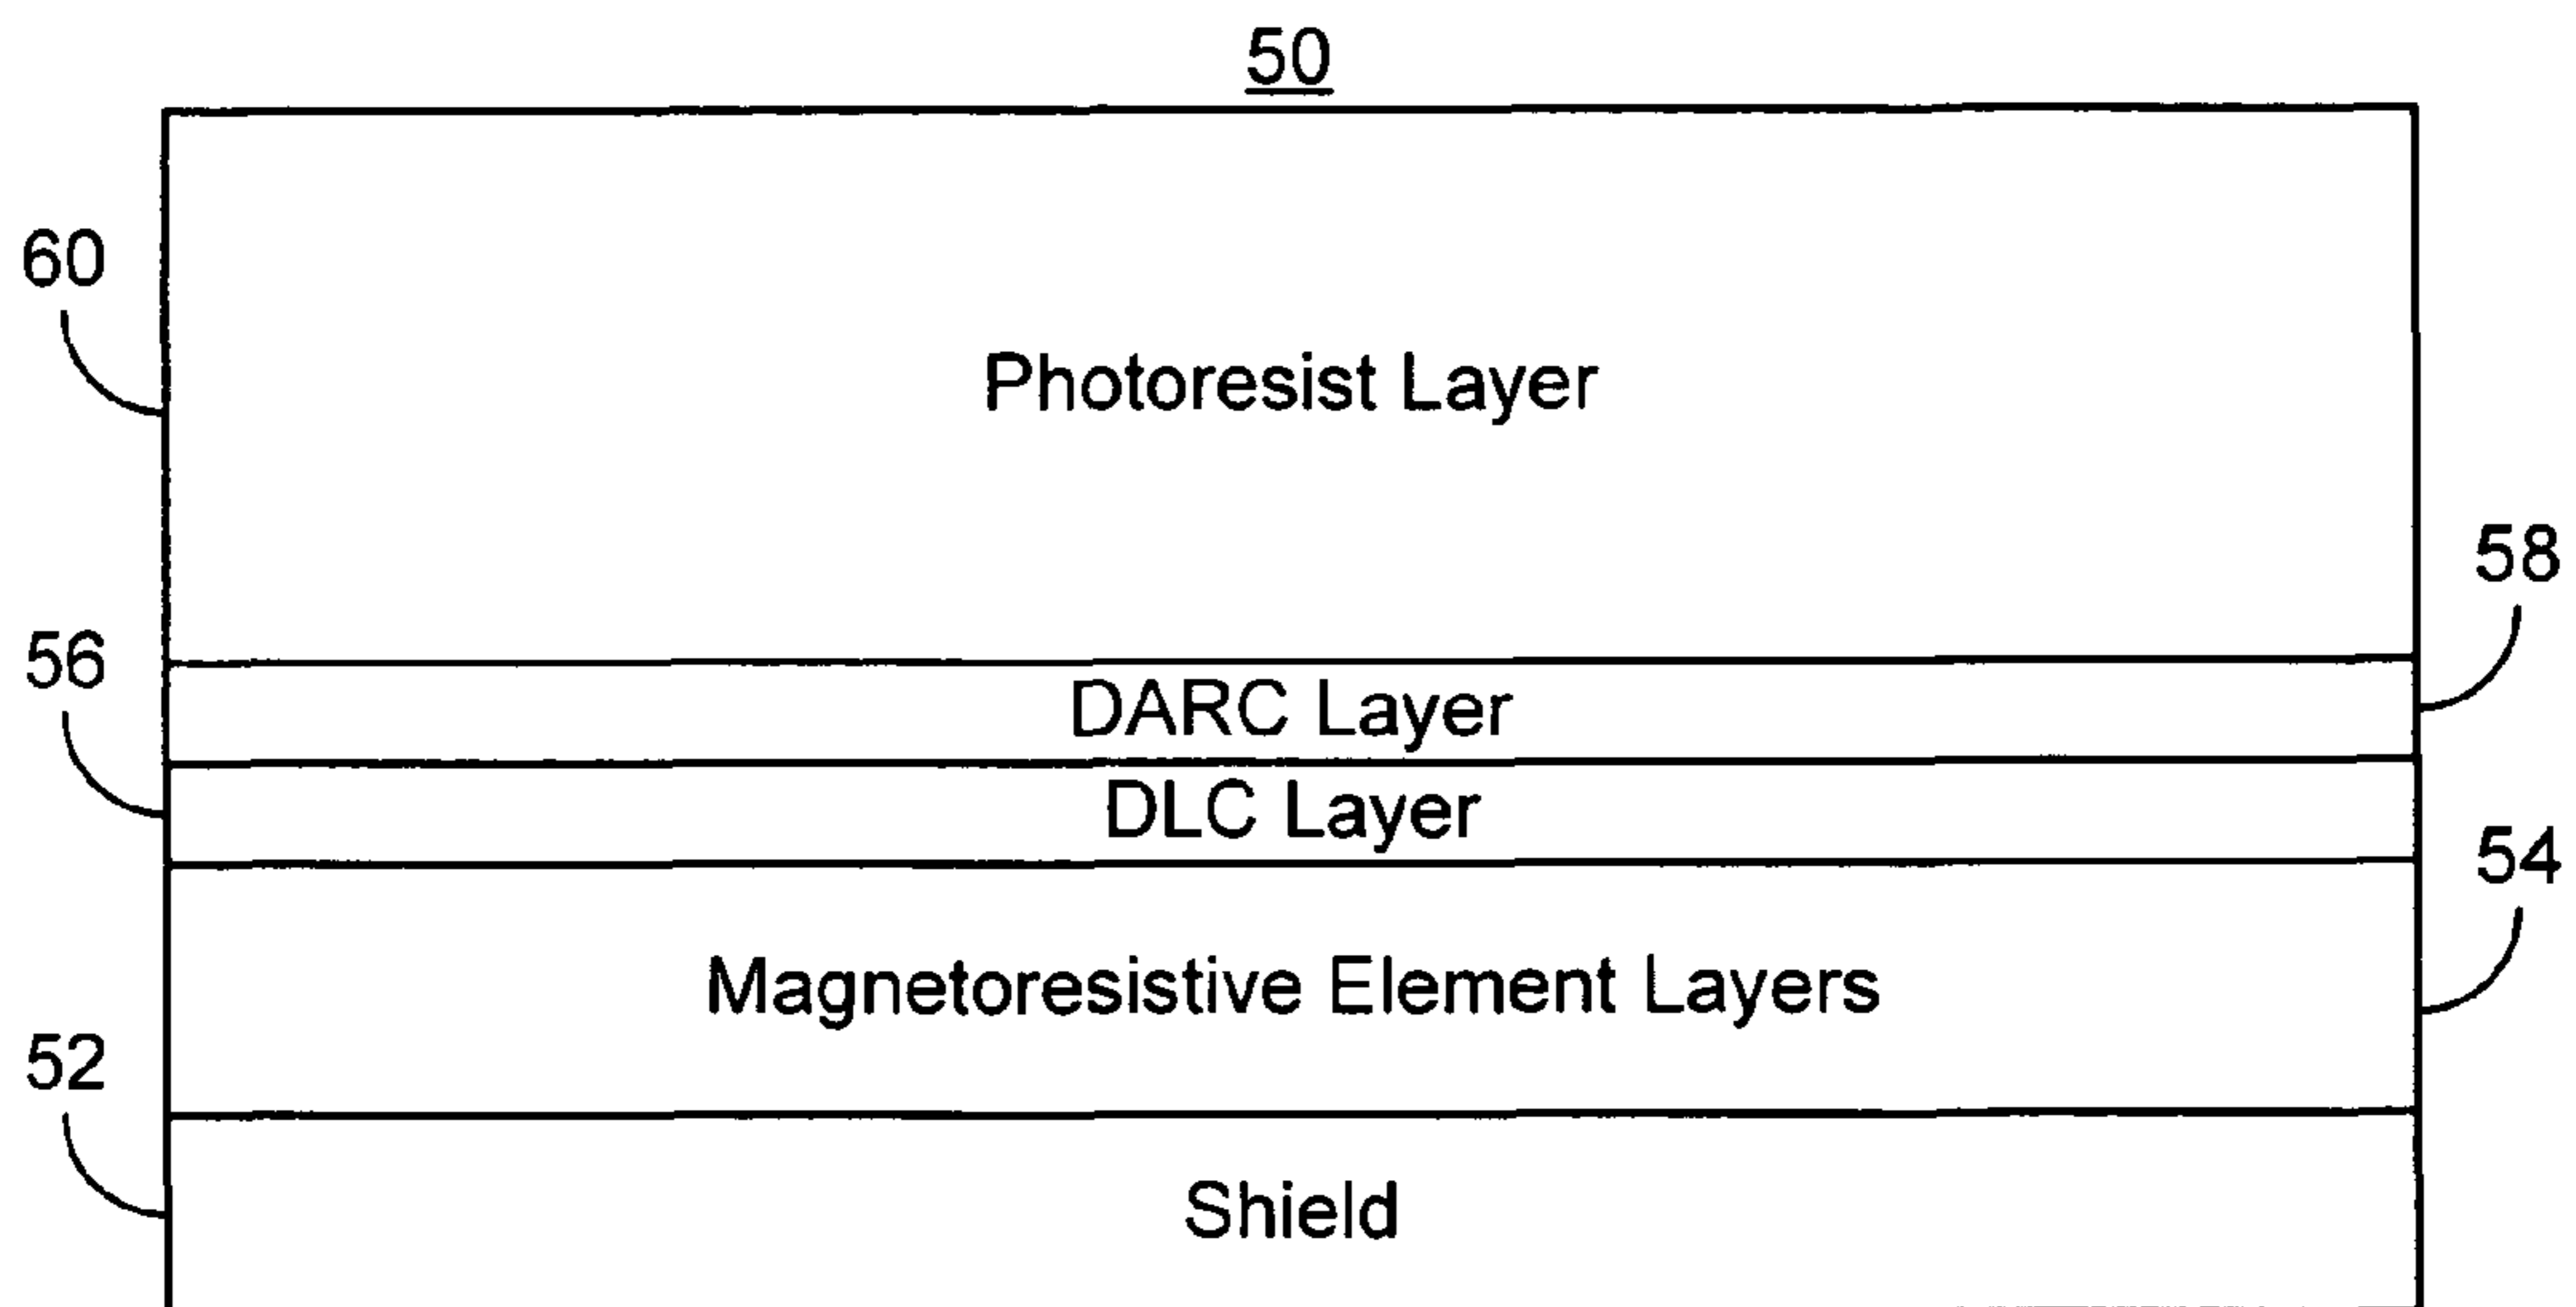 50
60
Photoresist Layer
58
56
DARC Layer
DLC Layer
54
Magnetoresistive Element Layers
52
Shield